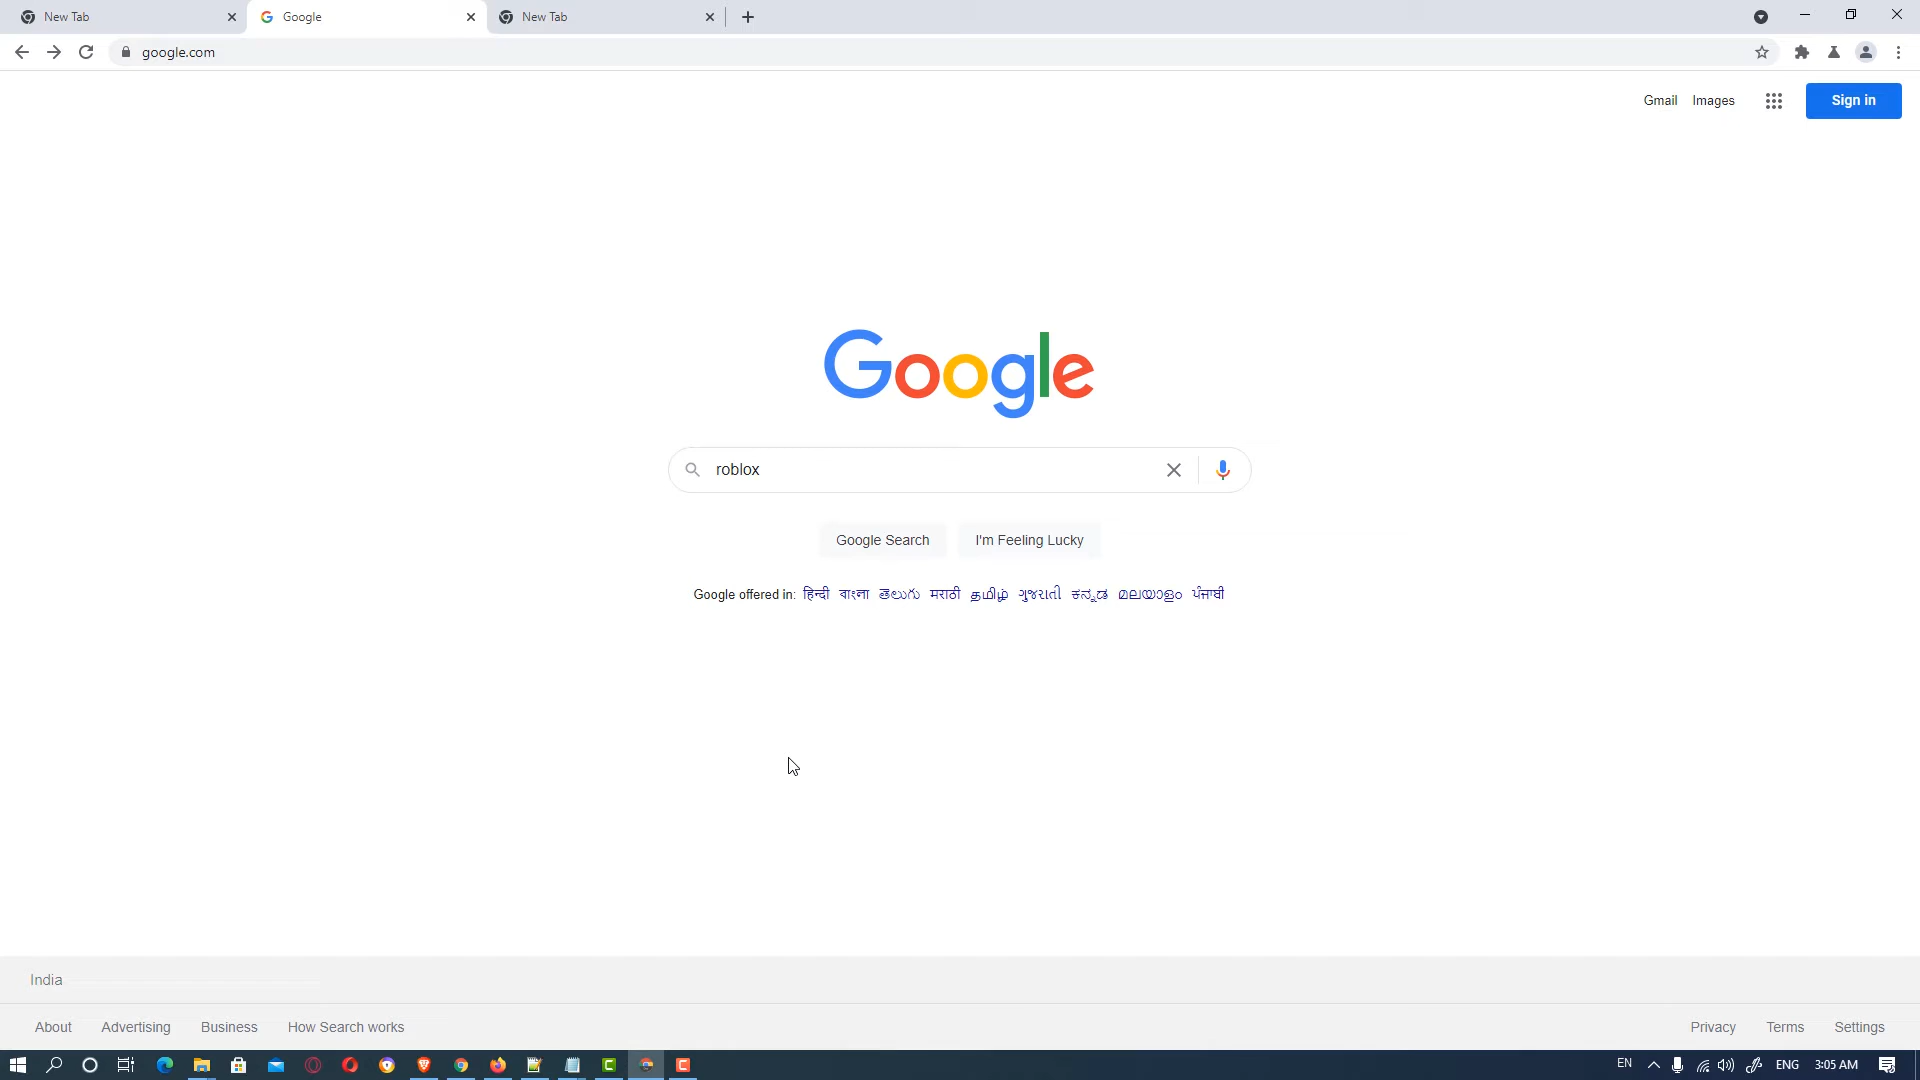 New Tab
Google
New Tab
google.com
Gmail Images Sign in
Google
roblox
Google Search I'm Feeling Lucky
Google offered in: हिन्दी বাংলা తెలుగు मराठी தமிழ் ગુજરાતી ಕನ್ನಡ മലയാളം ਪੰਜਾਬੀ
India
About Advertising Business How Search works
Privacy Terms Settings
EN ENG 3:05 AM